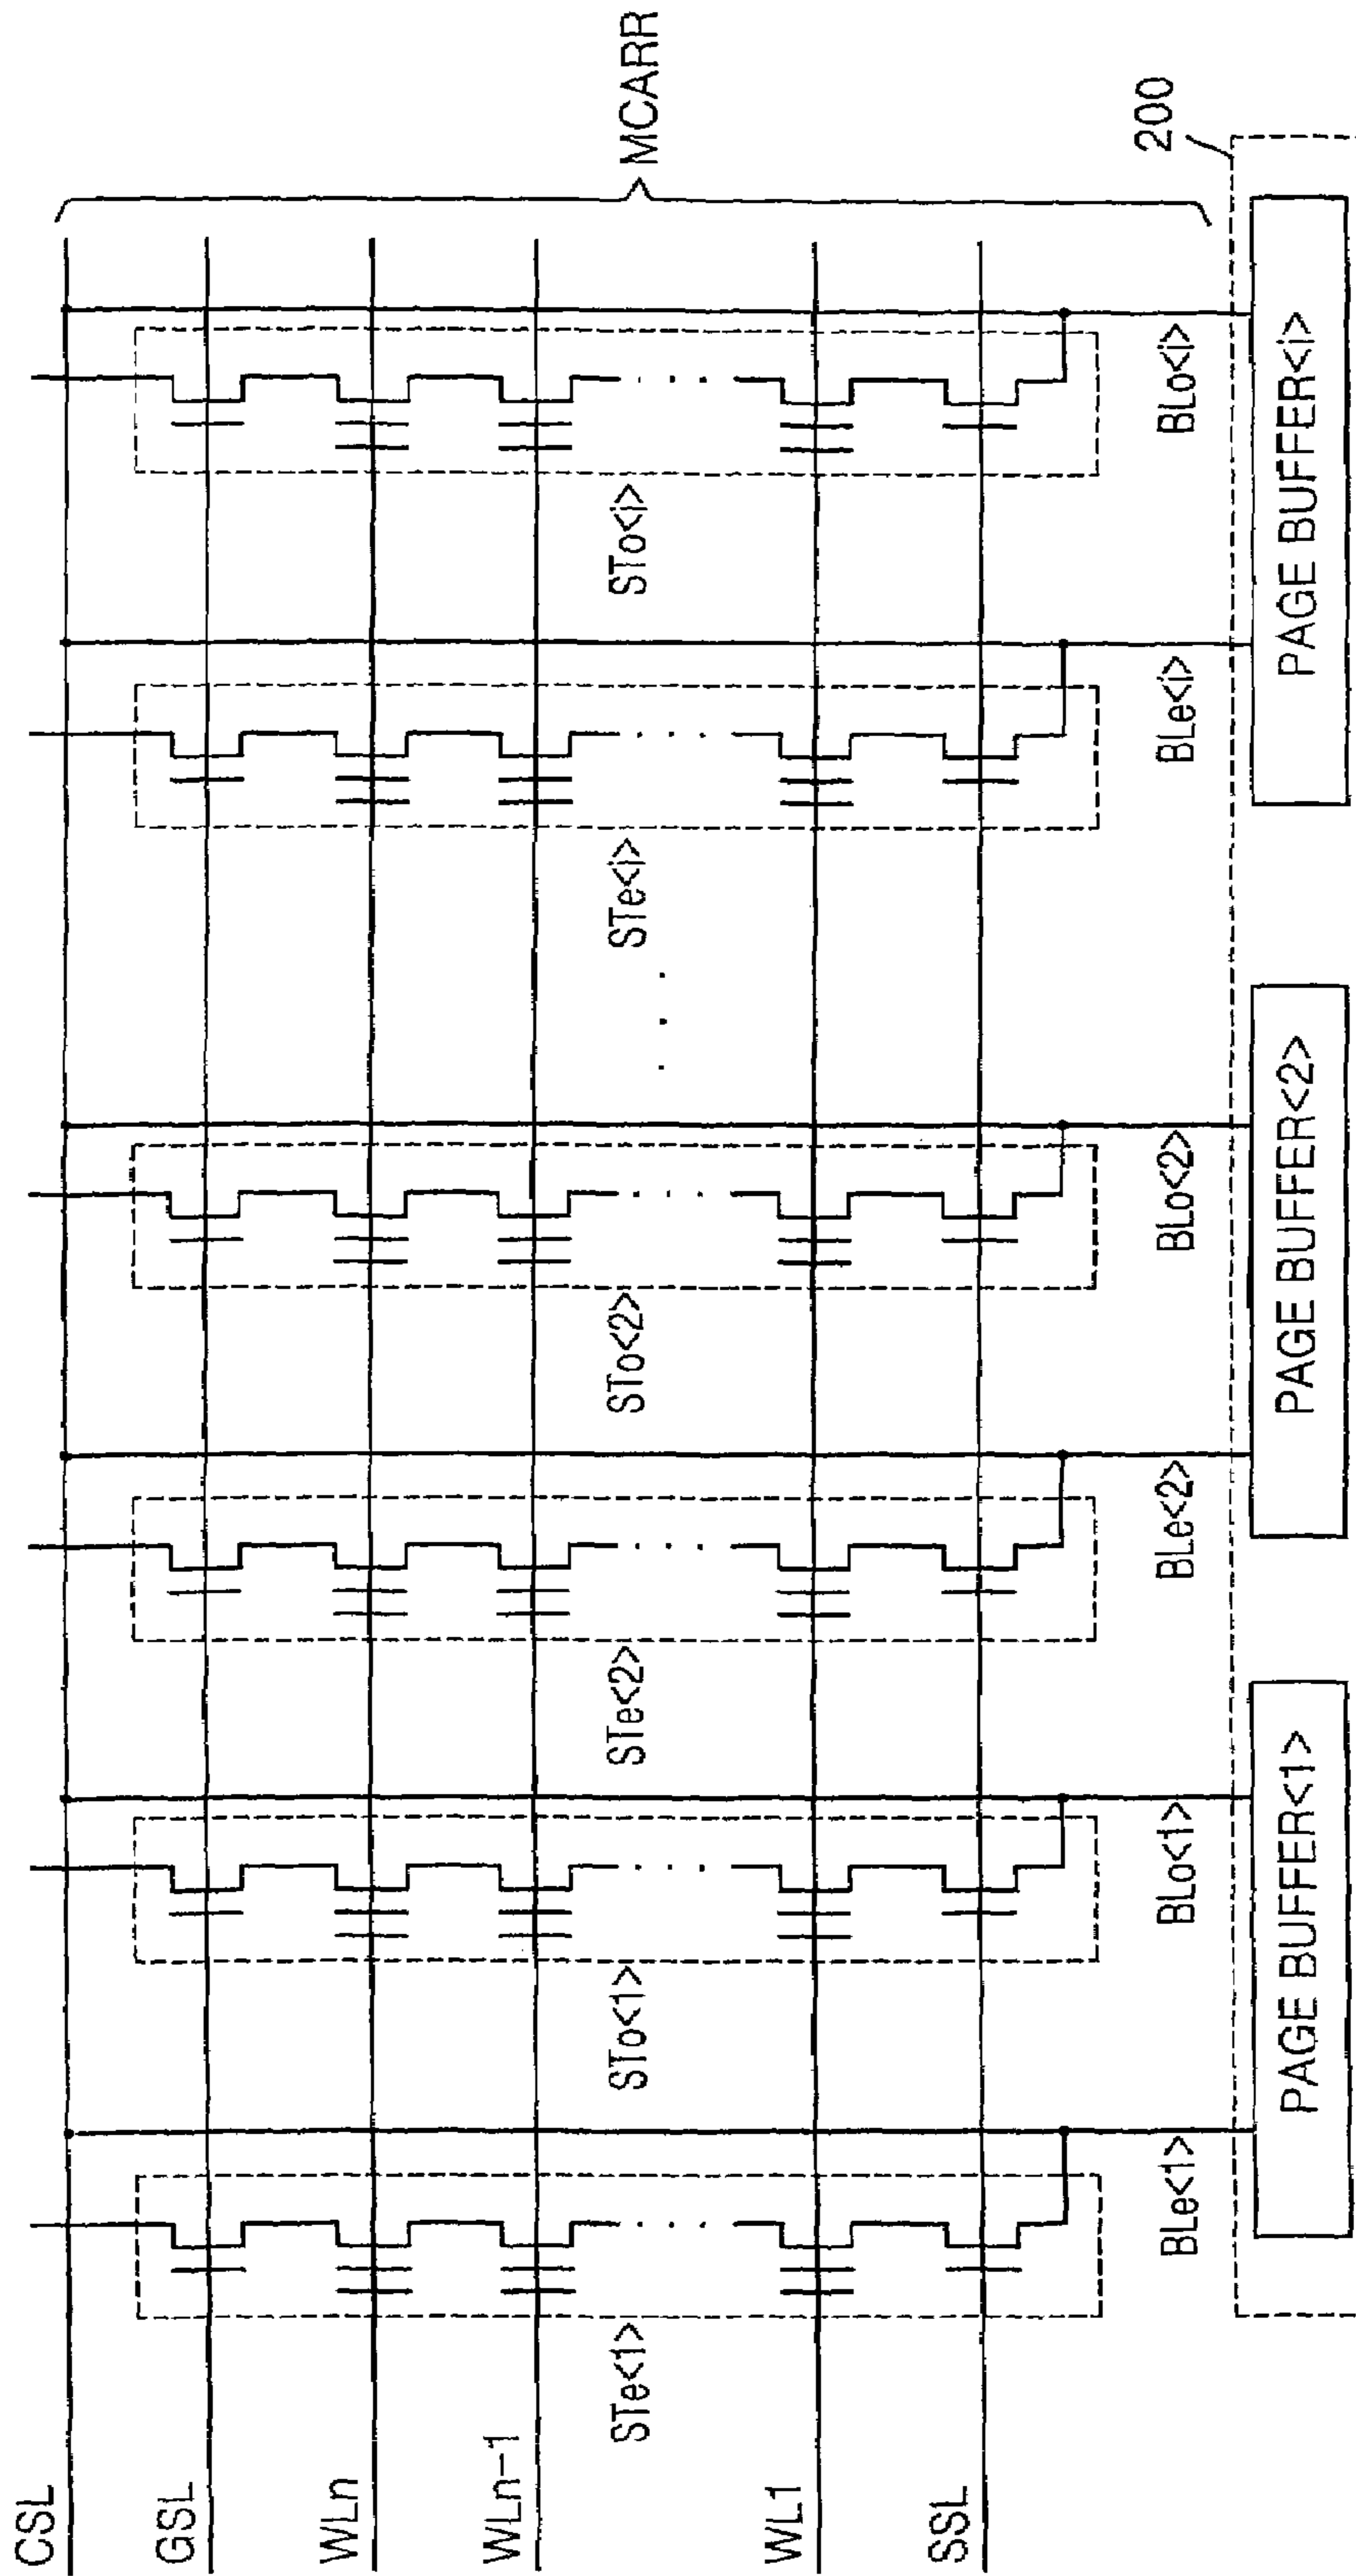 CSL
GSL
WLn
WLn-1
WL1
SSL
MCARR
STe<1>
STo<1>
STe<2>
STo<2>
STe<i>
STo<i>
BLe<1>
BLo<1>
BLe<2>
BLo<2>
BLe<i>
BLo<i>
200
PAGE BUFFER<1>
PAGE BUFFER<2>
PAGE BUFFER<i>